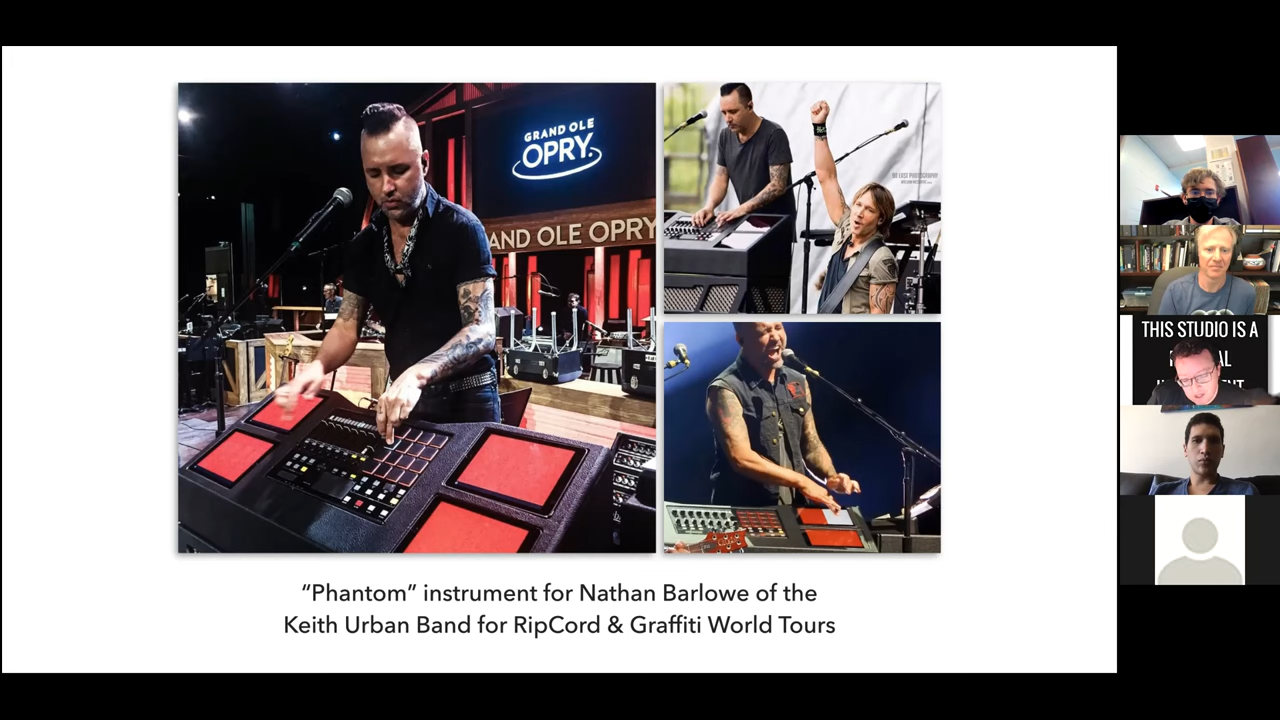 GRAND OLE
OPRY.
AND OLE OPRY
“Phantom” instrument for Nathan Barlowe of the
Keith Urban Band for RipCord & Graffiti World Tours
THIS STUDIO IS A